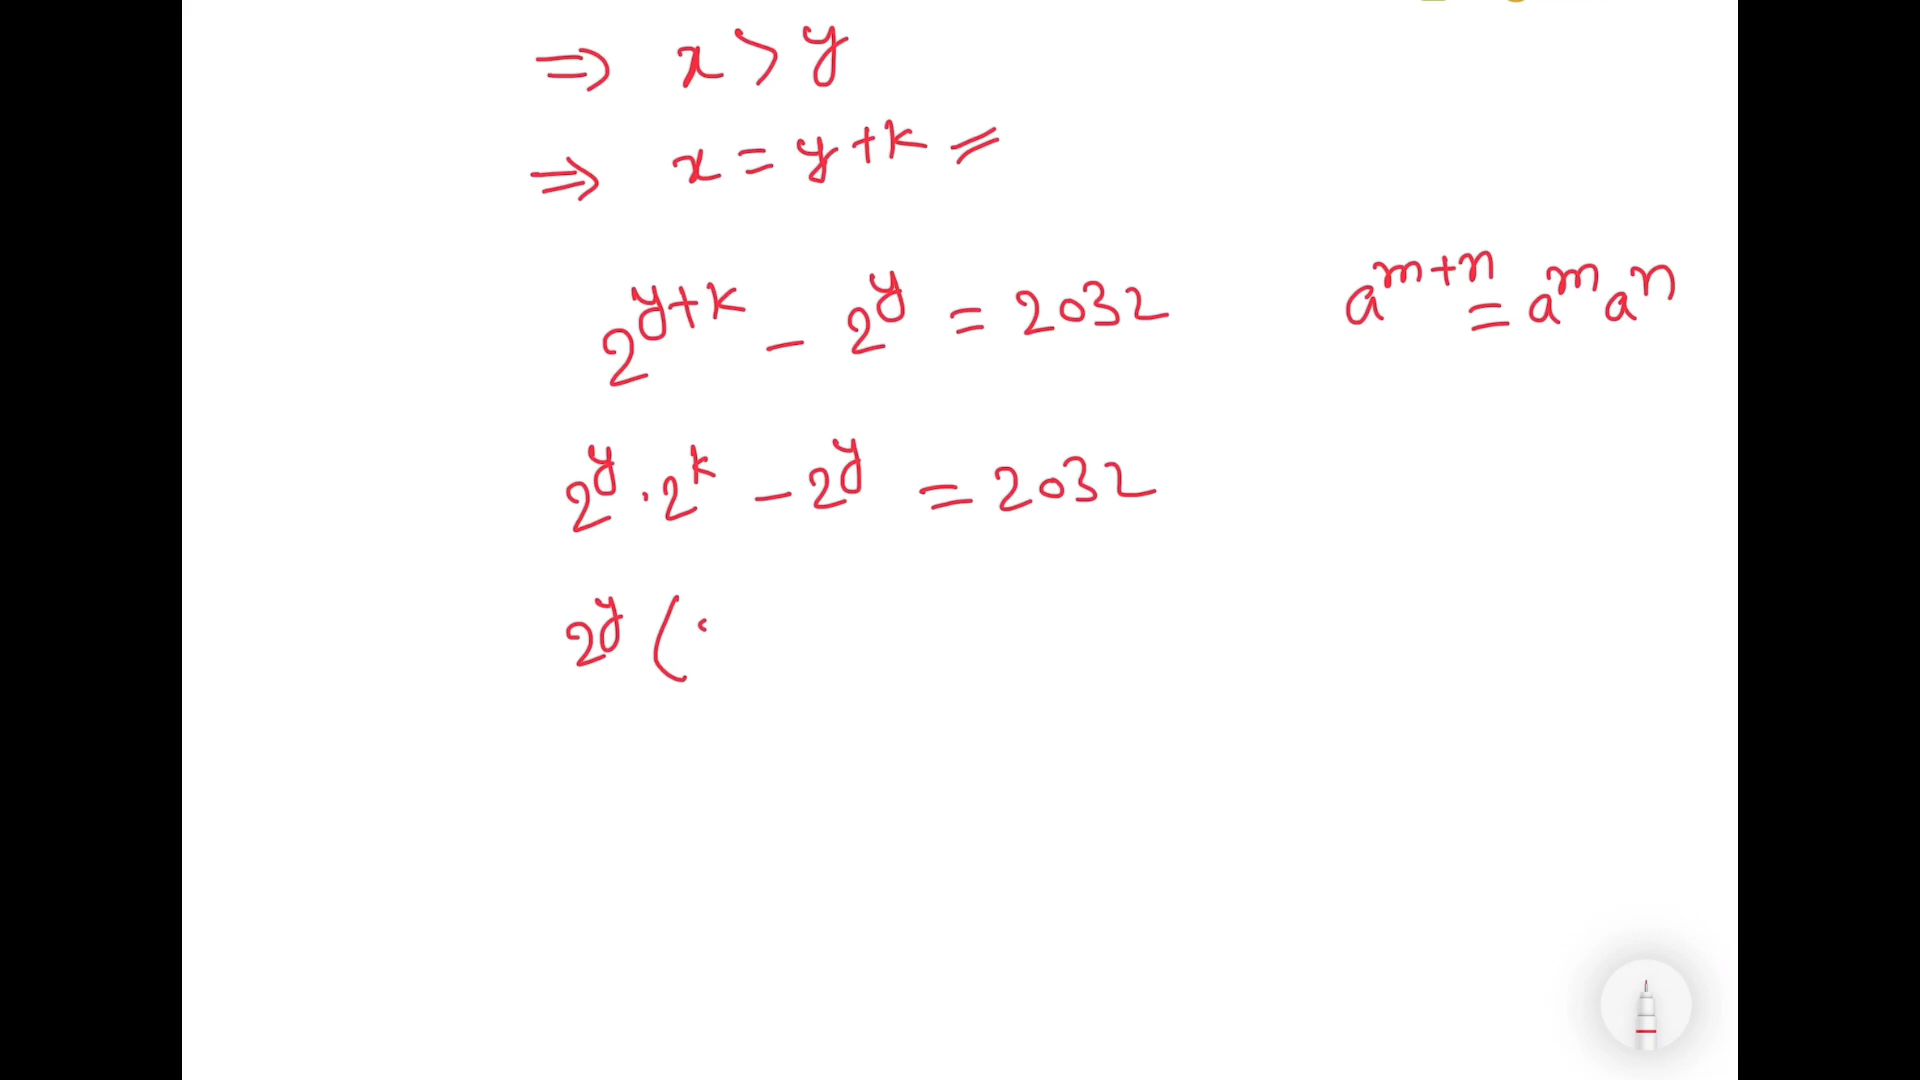 ⇒ x > y
⇒ x = y + k =
2^{y+k} - 2^y = 2032
a^{m+n} = a^m a^n
2^y · 2^k - 2^y = 2032
2^y (